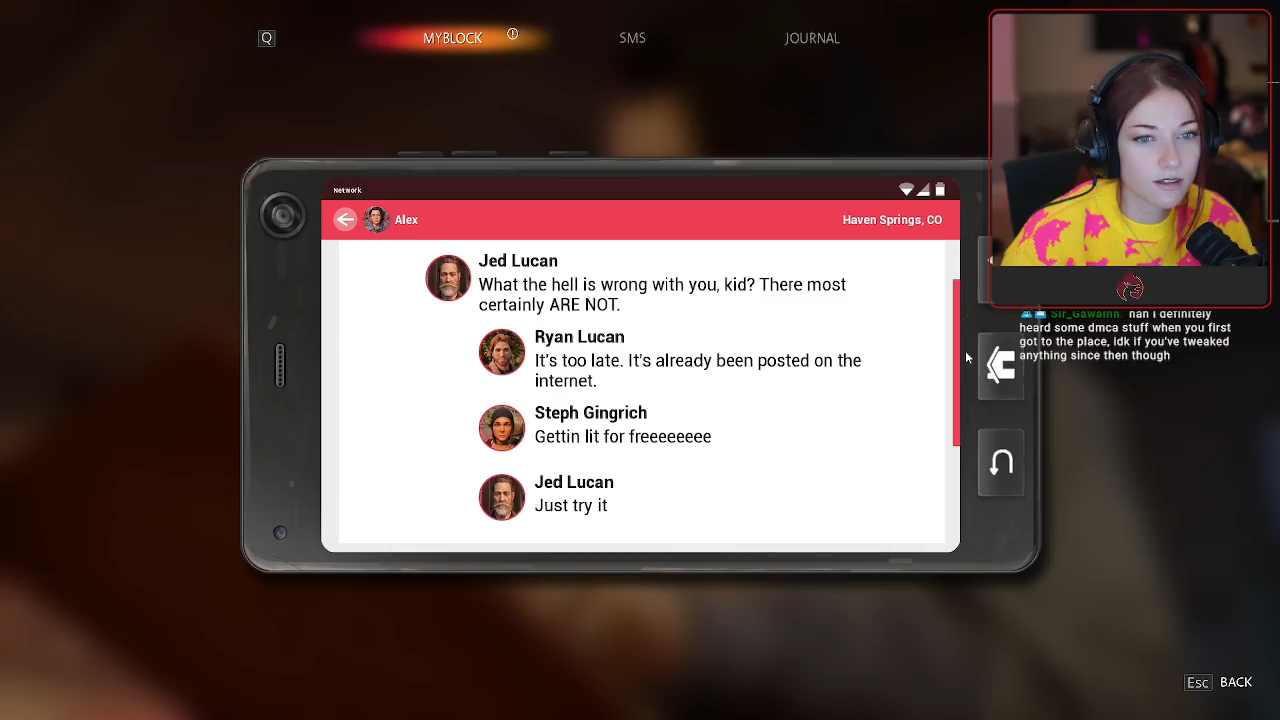 Q
MYBLOCK
SMS
JOURNAL
Network
Alex
Haven Springs, CO
Jed Lucan
What the hell is wrong with you, kid? There most
certainly ARE NOT.
Ryan Lucan
It's too late. It's already been posted on the
internet.
Steph Gingrich
Gettin lit for freeeeeeee
Jed Lucan
Just try it
Sir_Gawainn: nah i definitely
heard some dmca stuff when you first
got to the place, idk if you've tweaked
anything since then though
Esc BACK